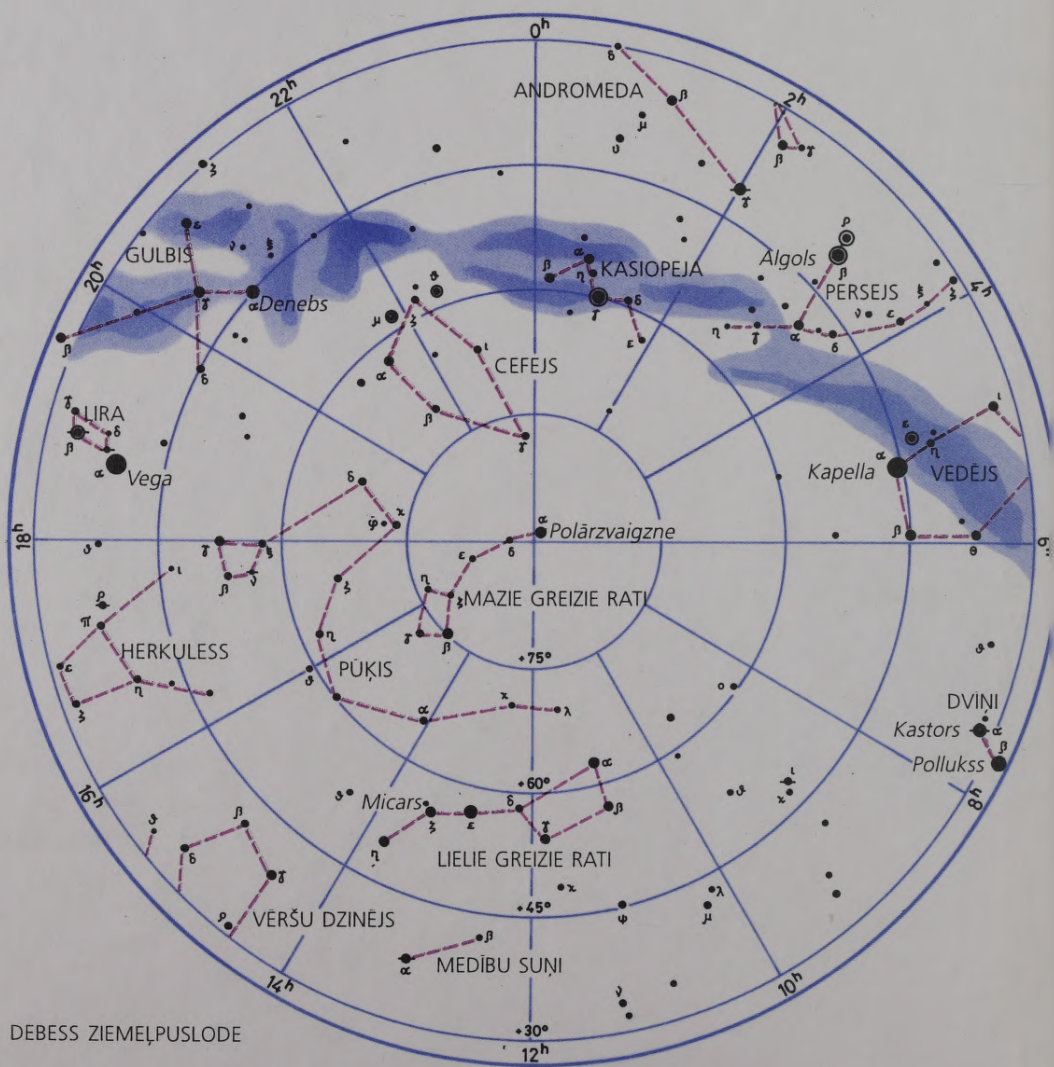 0h
δ
ANDROMEDA
β
μ
υ
γ
2h
β γ
22h
ξ
ε
ν
ξ
GULBIS
20h
γ
α
Denebs
β
δ
ϑ
μ
ξ
ι
α
CEFEJS
β
γ
α
β
η
KASIOPEJA
γ
δ
ε
ρ
Algols
β
PERSEJS
4h
ξ
ξ
ν
ε
η
γ
α
δ
γ
LIRA
δ
β
α
Vega
ι
ε
η
α
Kapella
VEDĒJS
β
θ
δ
φ
χ
α
Polārzvaigzne
δ
ε
18h
ϑ
γ
ξ
β
ν
ι
6h
η
ξ
MAZIE GREIZIE RATI
γ
β
+75°
ρ
π
HERKULESS
ε
η
ξ
ξ
η
PŪĶIS
ϑ
α
χ
λ
ο
ϑ
DVIŅI
Kastors
α
β
Pollukss
8h
16h
+60°
α
ϑ
Micars
ξ
ε
δ
β
γ
η
LIELIE GREIZIE RATI
ι
χ
ϑ
ϑ
β
δ
γ
VĒRŠU DZINĒJS
ρ
χ
+45°
ψ
λ
μ
β
α
MEDĪBU SUŅI
14h
10h
ν
+30°
12h
DEBESS ZIEMEĻPUSLODE